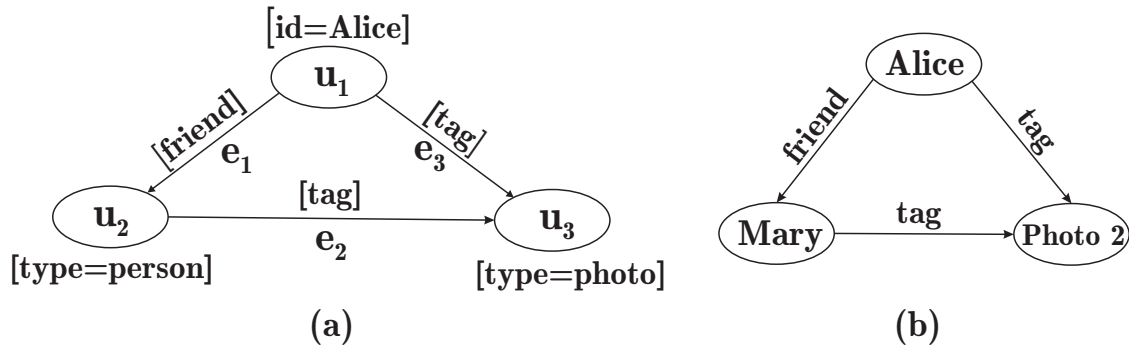 [id=Alice]
u1
[friend]
[tag]
e1
e3
u2
[tag]
u3
e2
[type=person]
[type=photo]
(a)
Alice
friend
tag
Mary
tag
Photo 2
(b)